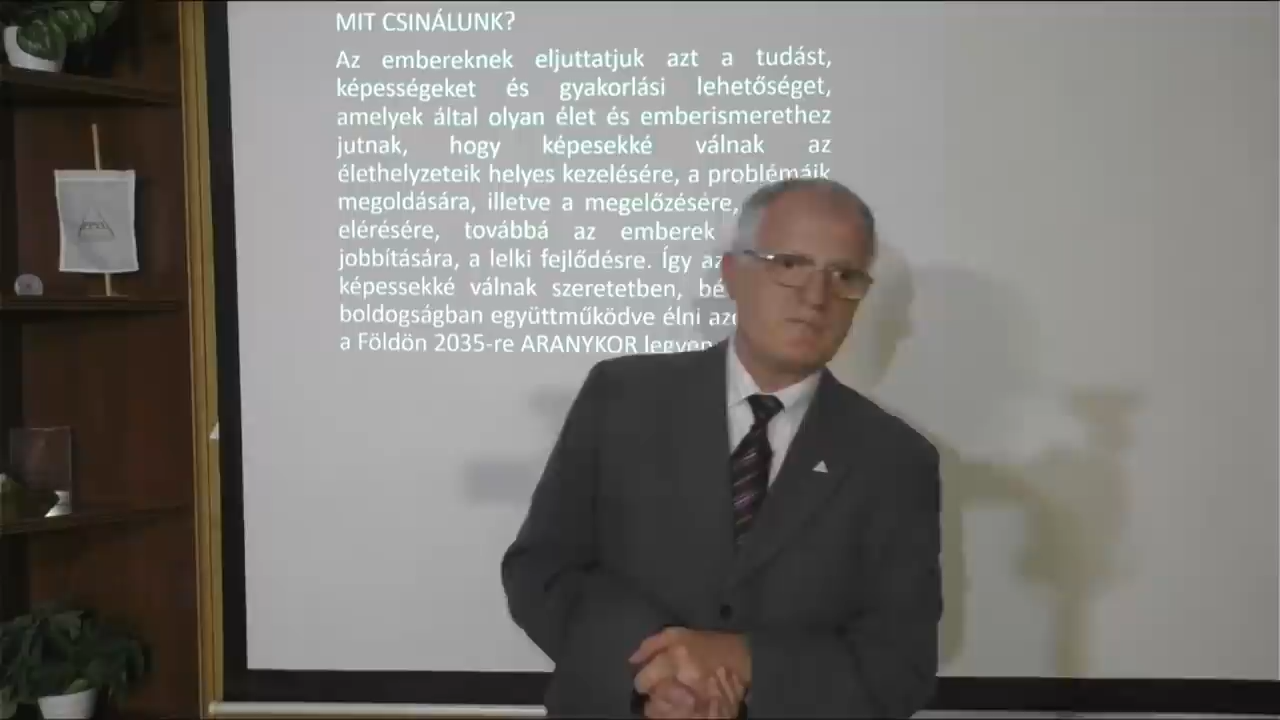 MIT CSINÁLUNK?
Az embereknek eljuttatjuk azt a tudást,
képességeket és gyakorlási lehetőséget,
amelyek által olyan élet és emberismerethez
jutnak, hogy képesekké válnak az
élethelyzeteik helyes kezelésére, a problémáik
megoldására, illetve a megelőzésére,
elérésére, továbbá az emberek
jobbítására, a lelki fejlődésre. Így
képessekké válnak szeretetben,
boldogságban együttműködve élni
a Földön 2035-re ARANYKOR legyen